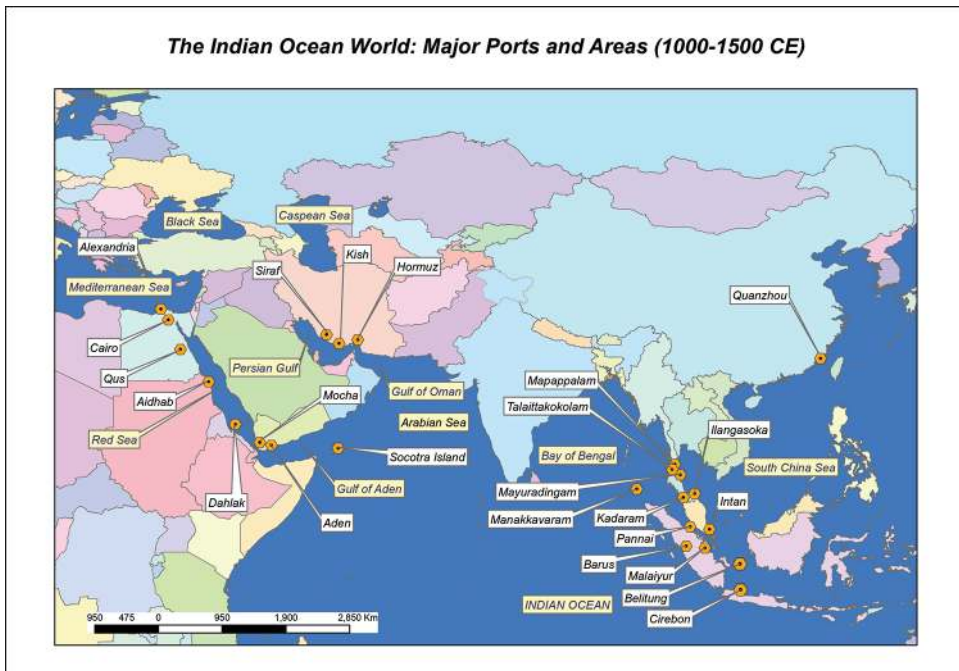 The Indian Ocean World: Major Ports and Areas (1000-1500 CE)
Black Sea
Caspean Sea
Alexandria
Kish
Siraf
Hormuz
Mediterranean Sea
Quanzhou
Cairo
Persian Gulf
Qus
Gulf of Oman
Mapappalam
Aidhab
Mocha
Talaittakokolam
Arabian Sea
Ilangasoka
Red Sea
Socotra Island
Bay of Bengal
South China Sea
Gulf of Aden
Mayuradingam
Dahlak
Kadaram
Intan
Aden
Manakkavaram
Pannai
Barus
Malaiyur
Belitung
INDIAN OCEAN
Cirebon
950 475 0 950 1,900 2,850 Km